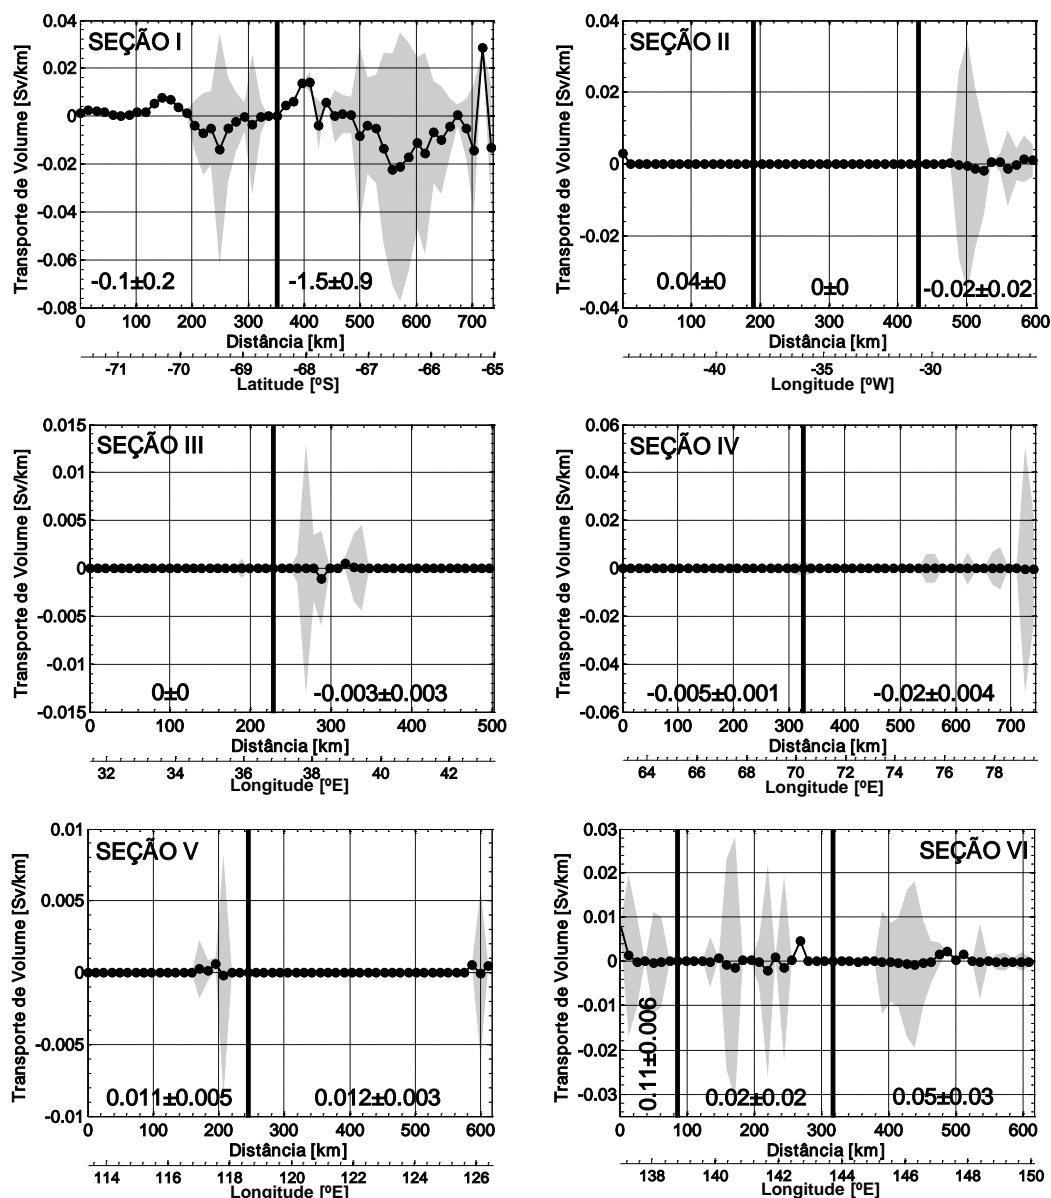 SEÇÃO I
Transporte de Volume [Sv/km]
0.04
0.02
0
-0.02
-0.04
-0.06
-0.08
-0.1±0.2
-1.5±0.9
0 100 200 300 400 500 600 700
Distância [km]
-71 -70 -69 -68 -67 -66 -65
Latitude [ºS]
SEÇÃO II
Transporte de Volume [Sv/km]
0.04
0.02
0
-0.02
-0.04
0.04±0
0±0
-0.02±0.02
0 100 200 300 400 500 600
Distância [km]
-40 -35 -30
Longitude [ºW]
SEÇÃO III
Transporte de Volume [Sv/km]
0.015
0.01
0.005
0
-0.005
-0.01
-0.015
0±0
-0.003±0.003
0 100 200 300 400 500
Distância [km]
32 34 36 38 40 42
Longitude [ºE]
SEÇÃO IV
Transporte de Volume [Sv/km]
0.06
0.04
0.02
0
-0.02
-0.04
-0.06
-0.005±0.001
-0.02±0.004
0 100 200 300 400 500 600 700
Distância [km]
64 66 68 70 72 74 76 78
Longitude [ºE]
SEÇÃO V
Transporte de Volume [Sv/km]
0.01
0.005
0
-0.005
-0.01
0.011±0.005
0.012±0.003
0 100 200 300 400 500 600
Distância [km]
114 116 118 120 122 124 126
Longitude [ºE]
SEÇÃO VI
Transporte de Volume [Sv/km]
0.03
0.02
0.01
0
-0.01
-0.02
-0.03
0.11±0.006
0.02±0.02
0.05±0.03
0 100 200 300 400 500 600
Distância [km]
138 140 142 144 146 148 150
Longitude [ºE]